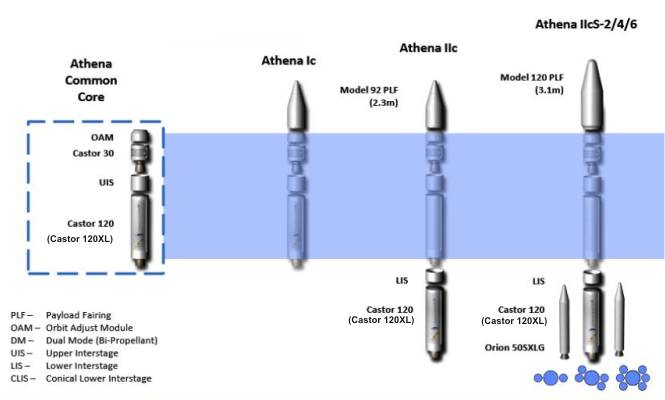 Athena IIcS-2/4/6
Athena IIc
Athena Ic
Athena
Common
Core
Model 92 PLF
(2.3m)
Model 120 PLF
(3.1m)
OAM
Castor 30
UIS
Castor 120
(Castor 120XL)
LIS
Castor 120
(Castor 120XL)
LIS
Castor 120
(Castor 120XL)
Orion 50SXLG
PLF – Payload Fairing
OAM – Orbit Adjust Module
DM – Dual Mode (Bi-Propellant)
UIS – Upper Interstage
LIS – Lower Interstage
CLIS – Conical Lower Interstage